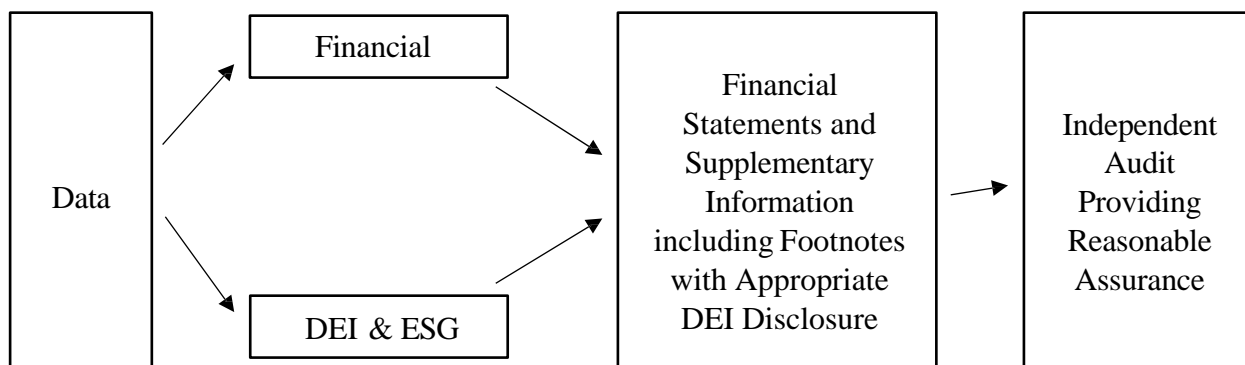 Data
Financial
DEI & ESG
Financial
Statements and
Supplementary
Information
including Footnotes
with Appropriate
DEI Disclosure
Independent
Audit
Providing
Reasonable
Assurance